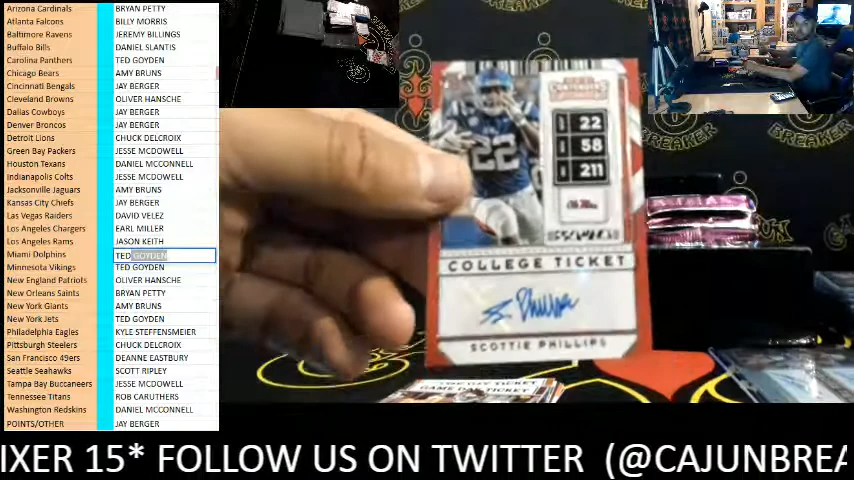 Arizona Cardinals BRYAN PETTY
Atlanta Falcons BILLY MORRIS
Baltimore Ravens JEREMY BILLINGS
Buffalo Bills DANIEL SLANTIS
Carolina Panthers TED GOYDEN
Chicago Bears AMY BRUNS
Cincinnati Bengals JAY BERGER
Cleveland Browns OLIVER HANSCHE
Dallas Cowboys JAY BERGER
Denver Broncos JAY BERGER
Detroit Lions CHUCK DELCROIX
Green Bay Packers JESSE MCDOWELL
Houston Texans DANIEL MCCONNELL
Indianapolis Colts JESSE MCDOWELL
Jacksonville Jaguars AMY BRUNS
Kansas City Chiefs JAY BERGER
Las Vegas Raiders DAVID VELEZ
Los Angeles Chargers EARL MILLER
Los Angeles Rams JASON KEITH
Miami Dolphins TED GOYDEN
Minnesota Vikings TED GOYDEN
New England Patriots OLIVER HANSCHE
New Orleans Saints BRYAN PETTY
New York Giants AMY BRUNS
New York Jets TED GOYDEN
Philadelphia Eagles KYLE STEFFENSMEIER
Pittsburgh Steelers CHUCK DELCROIX
San Francisco 49ers DEANNE EASTBURY
Seattle Seahawks SCOTT RIPLEY
Tampa Bay Buccaneers JESSE MCDOWELL
Tennessee Titans ROB CARUTHERS
Washington Redskins DANIEL MCCONNELL
POINTS/OTHER JAY BERGER
CONTENDERS
22
58
211
22
COLLEGE TICKET
S. Phillips
SCOTTIE PHILLIPS
GAME DAY TICKET
BREAKER
IXER 15* FOLLOW US ON TWITTER (@CAJUNBREA